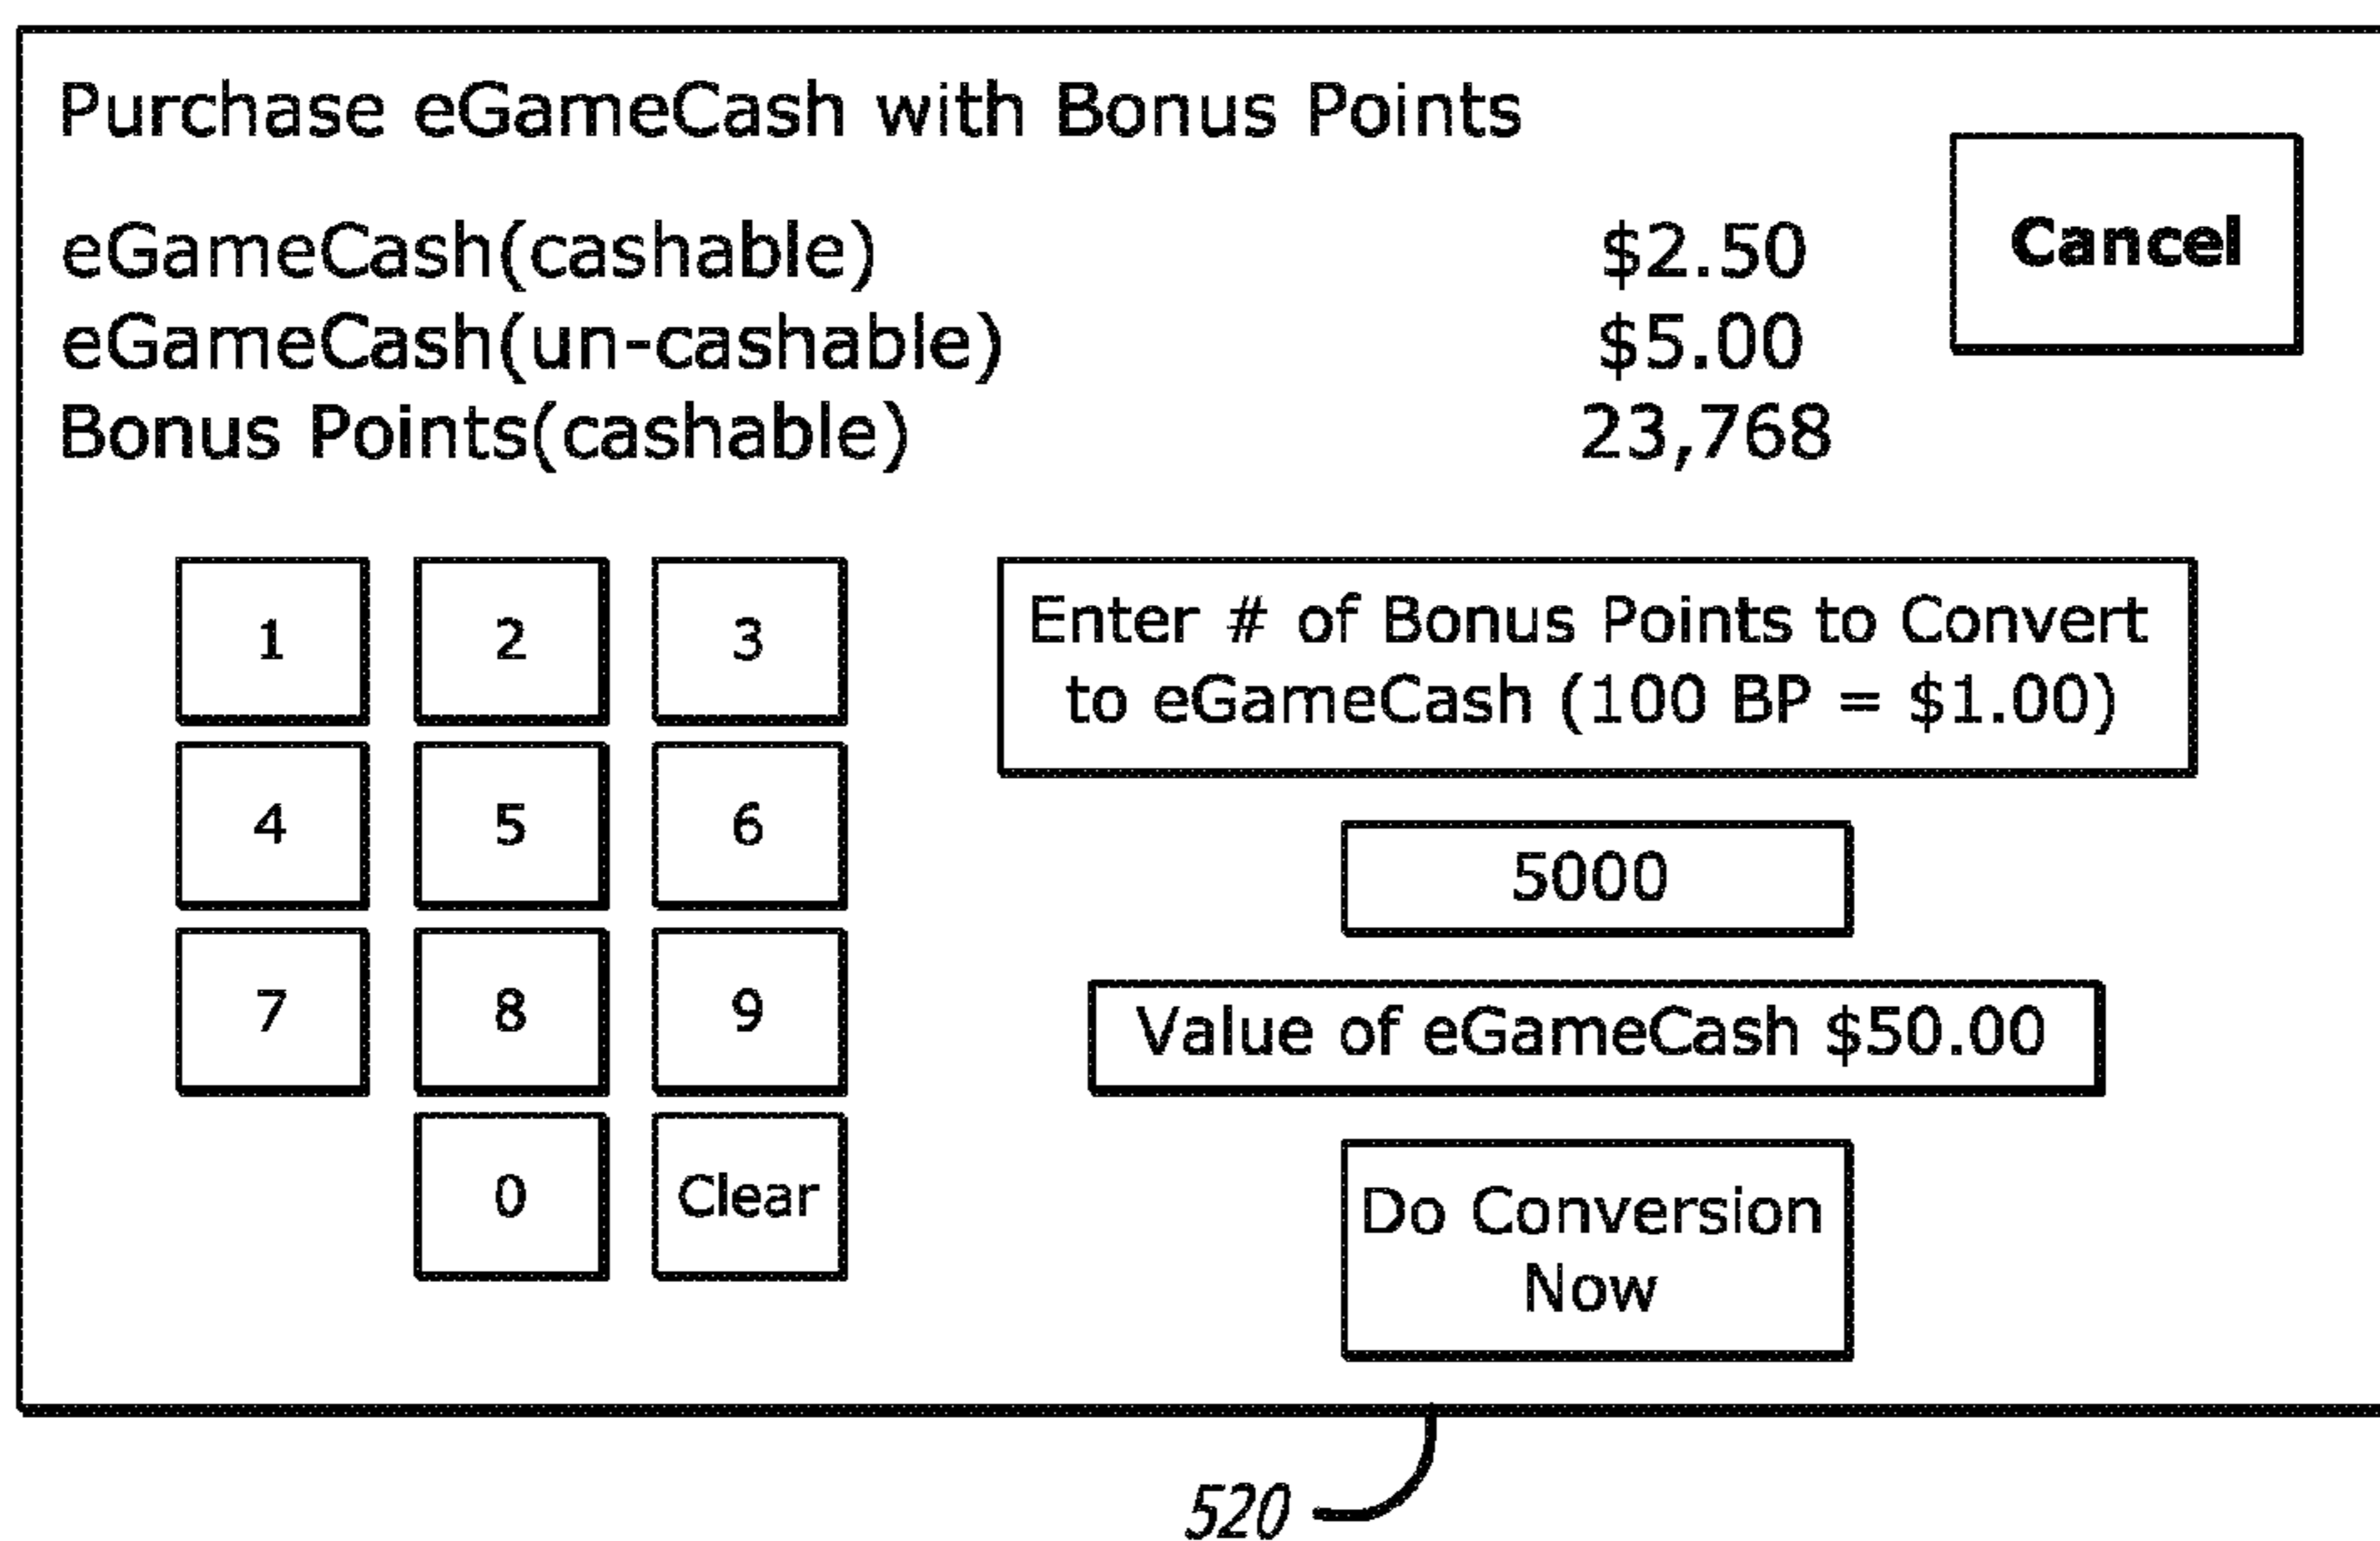 Purchase eGameCash with Bonus Points
Cancel
eGameCash(cashable) $2.50
eGameCash(un-cashable) $5.00
Bonus Points(cashable) 23,768
1 2 3
4 5 6
7 8 9
0 Clear
Enter # of Bonus Points to Convert
to eGameCash (100 BP = $1.00)
5000
Value of eGameCash $50.00
Do Conversion
Now
520